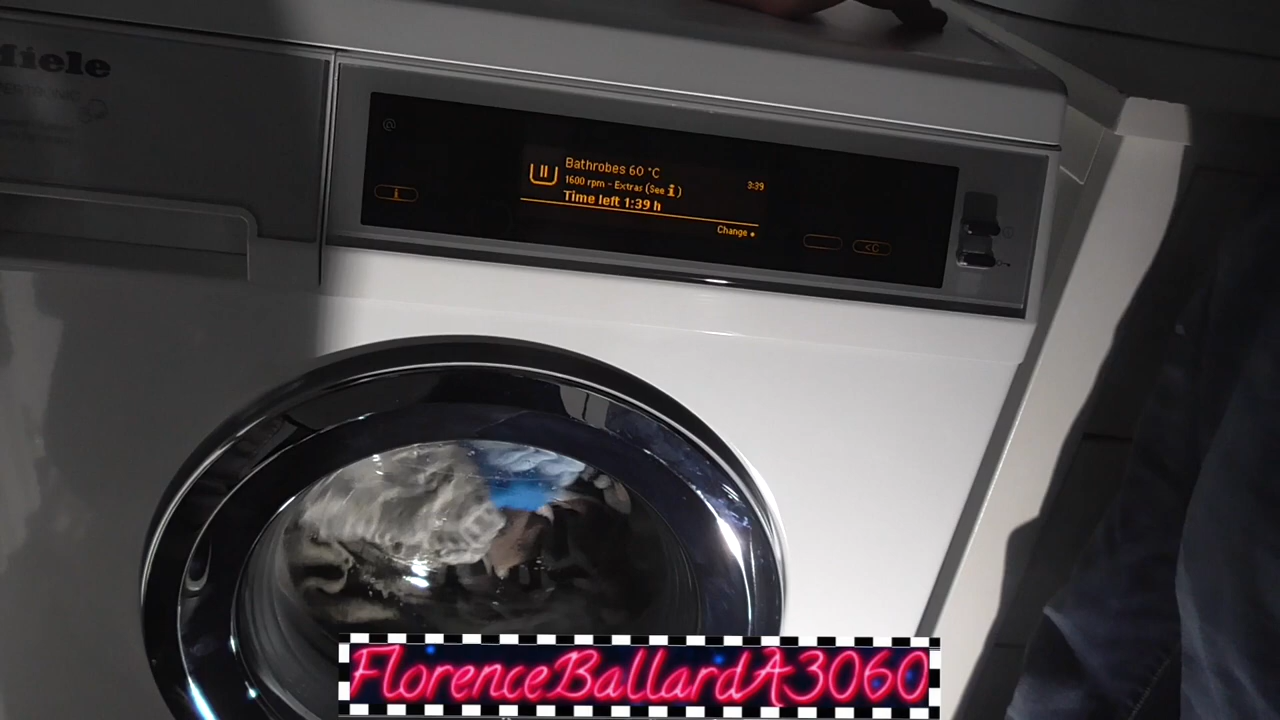 Miele
Bathrobes 60 °C
1600 rpm - Extras (See i)
3:39
Time left 1:39 h
Change
<C
FlorenceBallardA3060